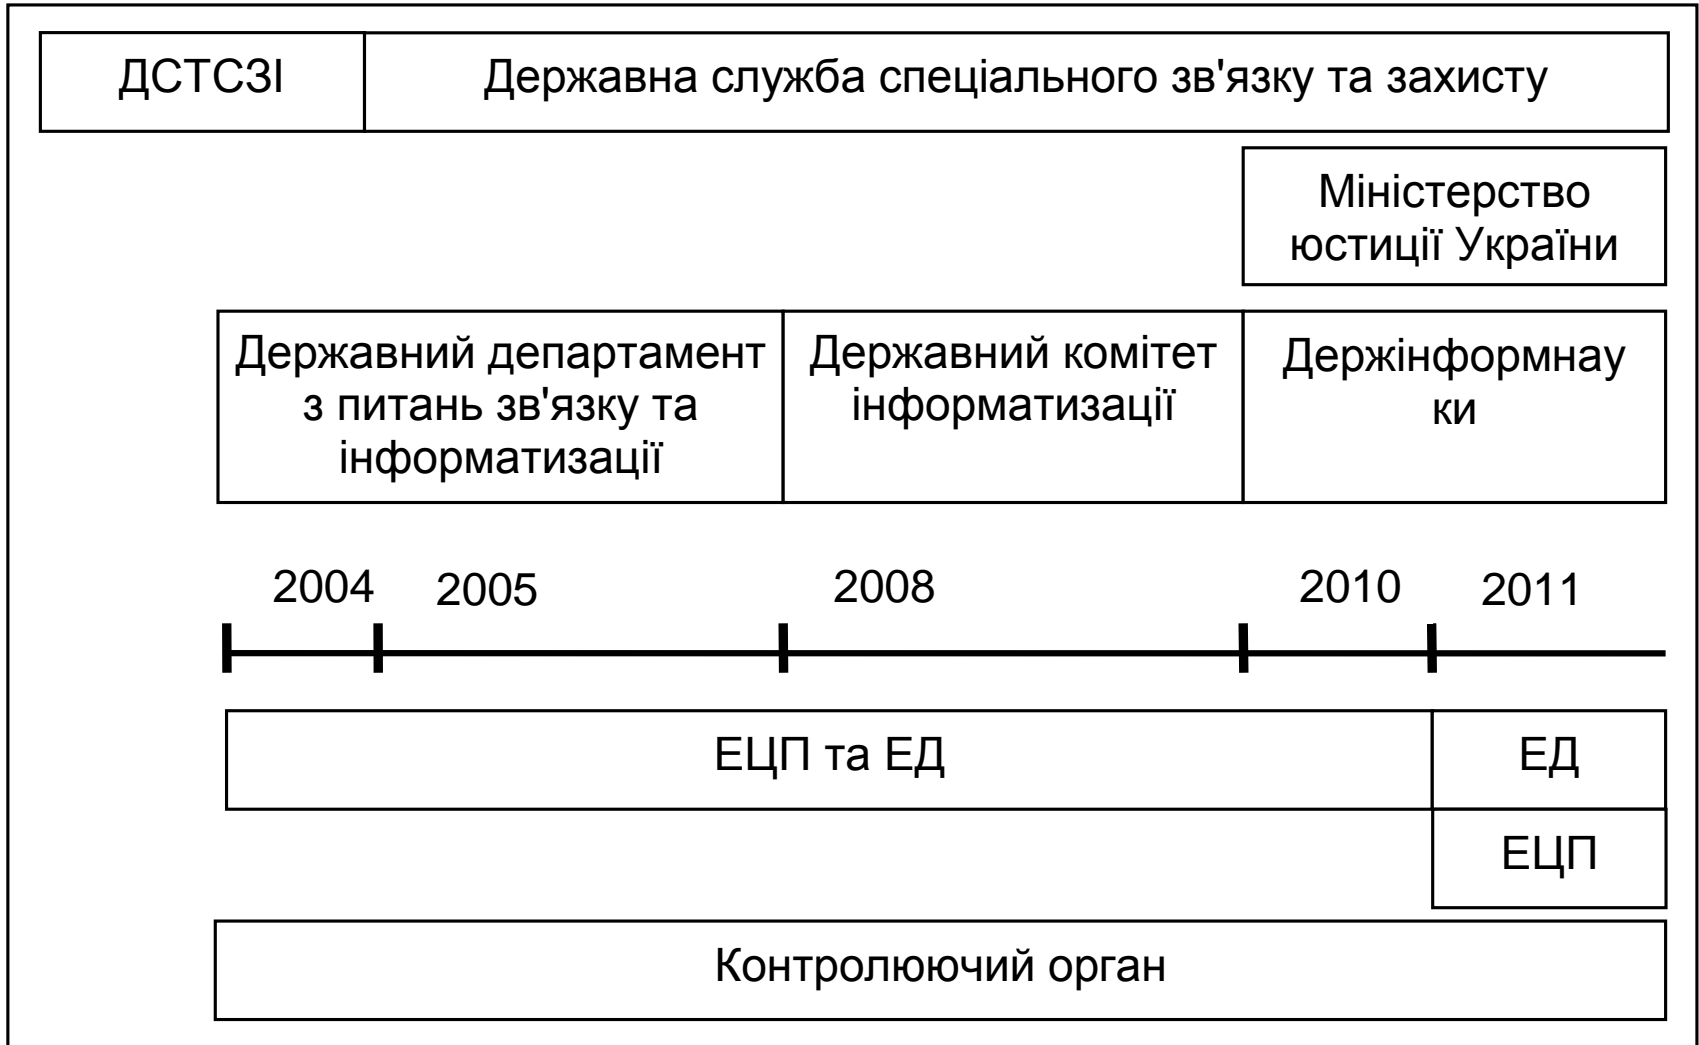 ДСТСЗІ
Державна служба спеціального зв'язку та захисту
Міністерство
юстиції України
Державний департамент
з питань зв'язку та
інформатизації
Державний комітет
інформатизації
Держінформнау
ки
2004
2005
2008
2010
2011
ЕЦП та ЕД
ЕД
ЕЦП
Контролюючий орган